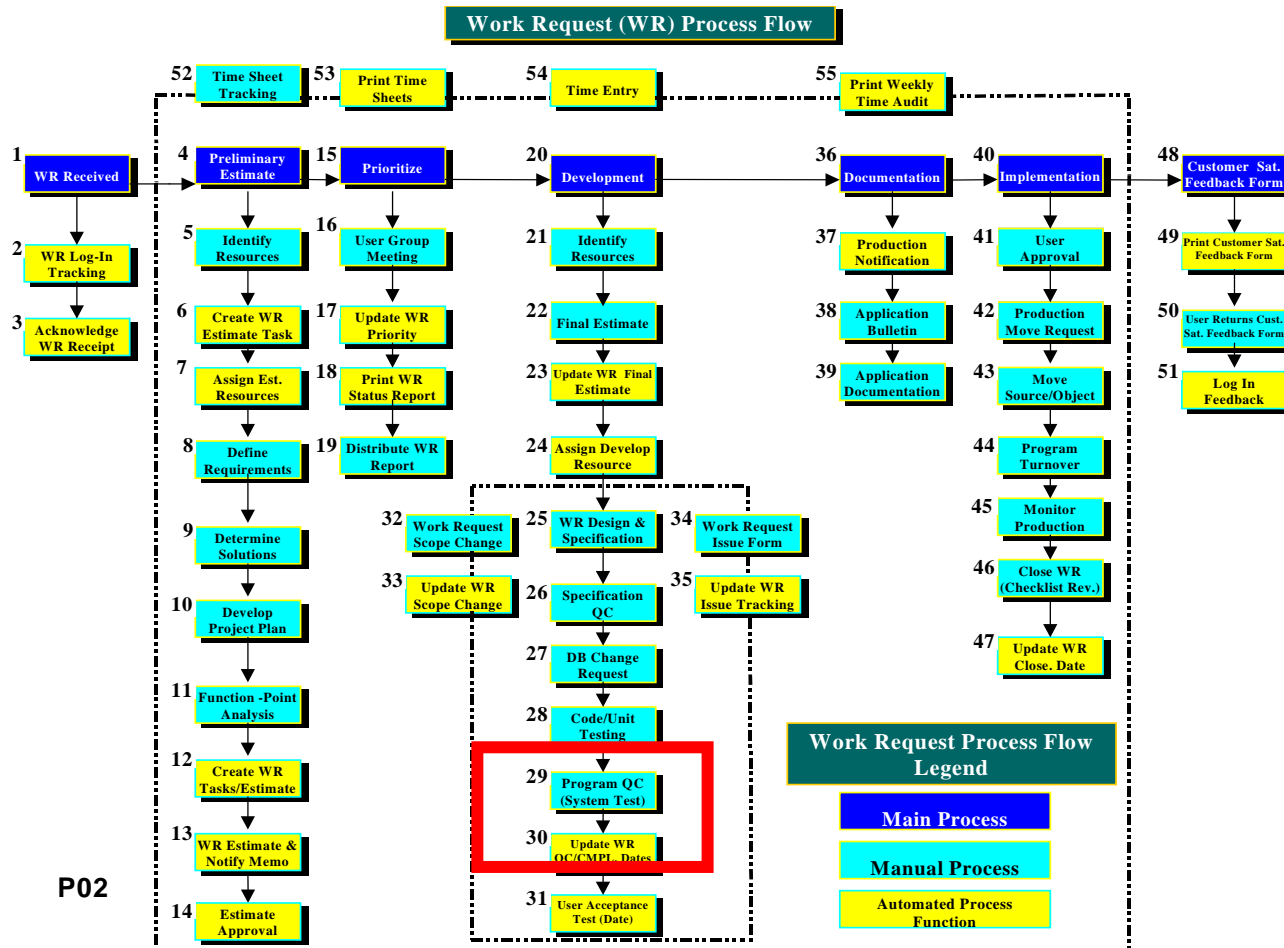 Work Request (WR) Process Flow
52
Time Sheet
Tracking
53
Print Time
Sheets
54
Time Entry
55
Print Weekly
Time Audit
1
WR Received
2
WR Log-In
Tracking
3
Acknowledge
WR Receipt
4
Preliminary
Estimate
5
Identify
Resources
6
Create WR
Estimate Task
7
Assign Est.
Resources
8
Define
Requirements
9
Determine
Solutions
10
Develop
Project Plan
11
Function -Point
Analysis
12
Create WR
Tasks/Estimate
13
WR Estimate &
Notify Memo
14
Estimate
Approval
15
Prioritize
16
User Group
Meeting
17
Update WR
Priority
18
Print WR
Status Report
19
Distribute WR
Report
20
Development
21
Identify
Resources
22
Final Estimate
23
Update WR Final
Estimate
24
Assign Develop
Resource
25
WR Design &
Specification
26
Specification
QC
27
DB Change
Request
28
Code/Unit
Testing
29
Program QC
(System Test)
30
Update WR
QC/CMPL. Dates
31
User Acceptance
Test (Date)
32
Work Request
Scope Change
33
Update WR
Scope Change
34
Work Request
Issue Form
35
Update WR
Issue Tracking
36
Documentation
37
Production
Notification
38
Application
Bulletin
39
Application
Documentation
40
Implementation
41
User
Approval
42
Production
Move Request
43
Move
Source/Object
44
Program
Turnover
45
Monitor
Production
46
Close WR
(Checklist Rev.)
47
Update WR
Close. Date
48
Customer Sat.
Feedback Form
49
Print Customer Sat.
Feedback Form
50
User Returns Cust.
Sat. Feedback Form
51
Log In
Feedback
Work Request Process Flow
Legend
Main Process
Manual Process
Automated Process
Function
P02